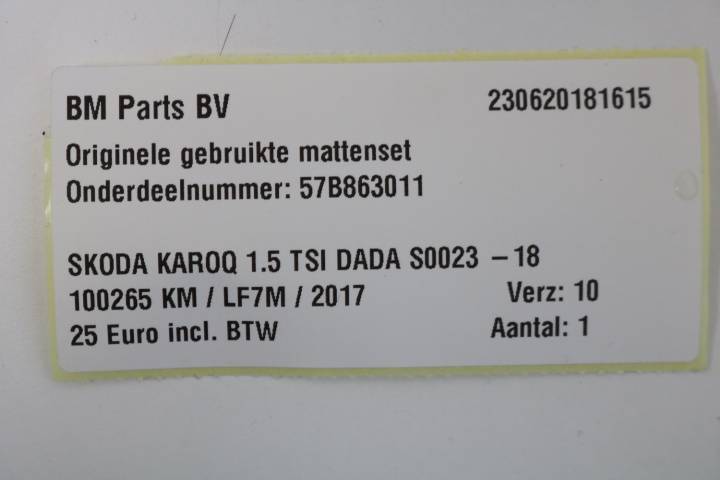 BM Parts BV 230620181615
Originele gebruikte mattenset
Onderdeelnummer: 57B863011
SKODA KAROQ 1.5 TSI DADA S0023 – 18
100265 KM / LF7M / 2017 Verz: 10
25 Euro incl. BTW Aantal: 1